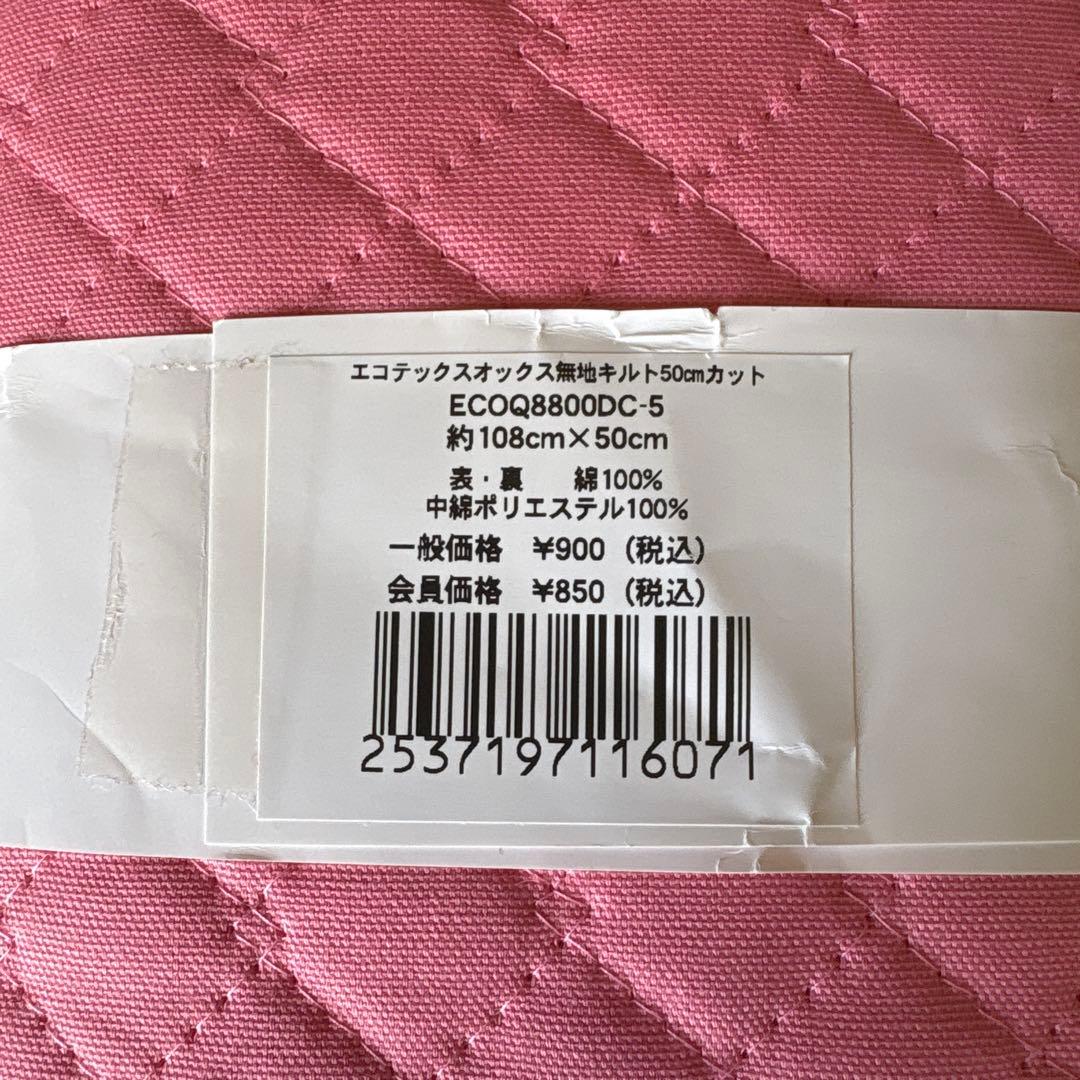 エコテックスオックス無地キルト50㎝カット
ECOQ8800DC-5
約108cm×50cm
表・裏　綿100%
中綿ポリエステル100%
一般価格　¥900（税込）
会員価格　¥850（税込）
2537197116071